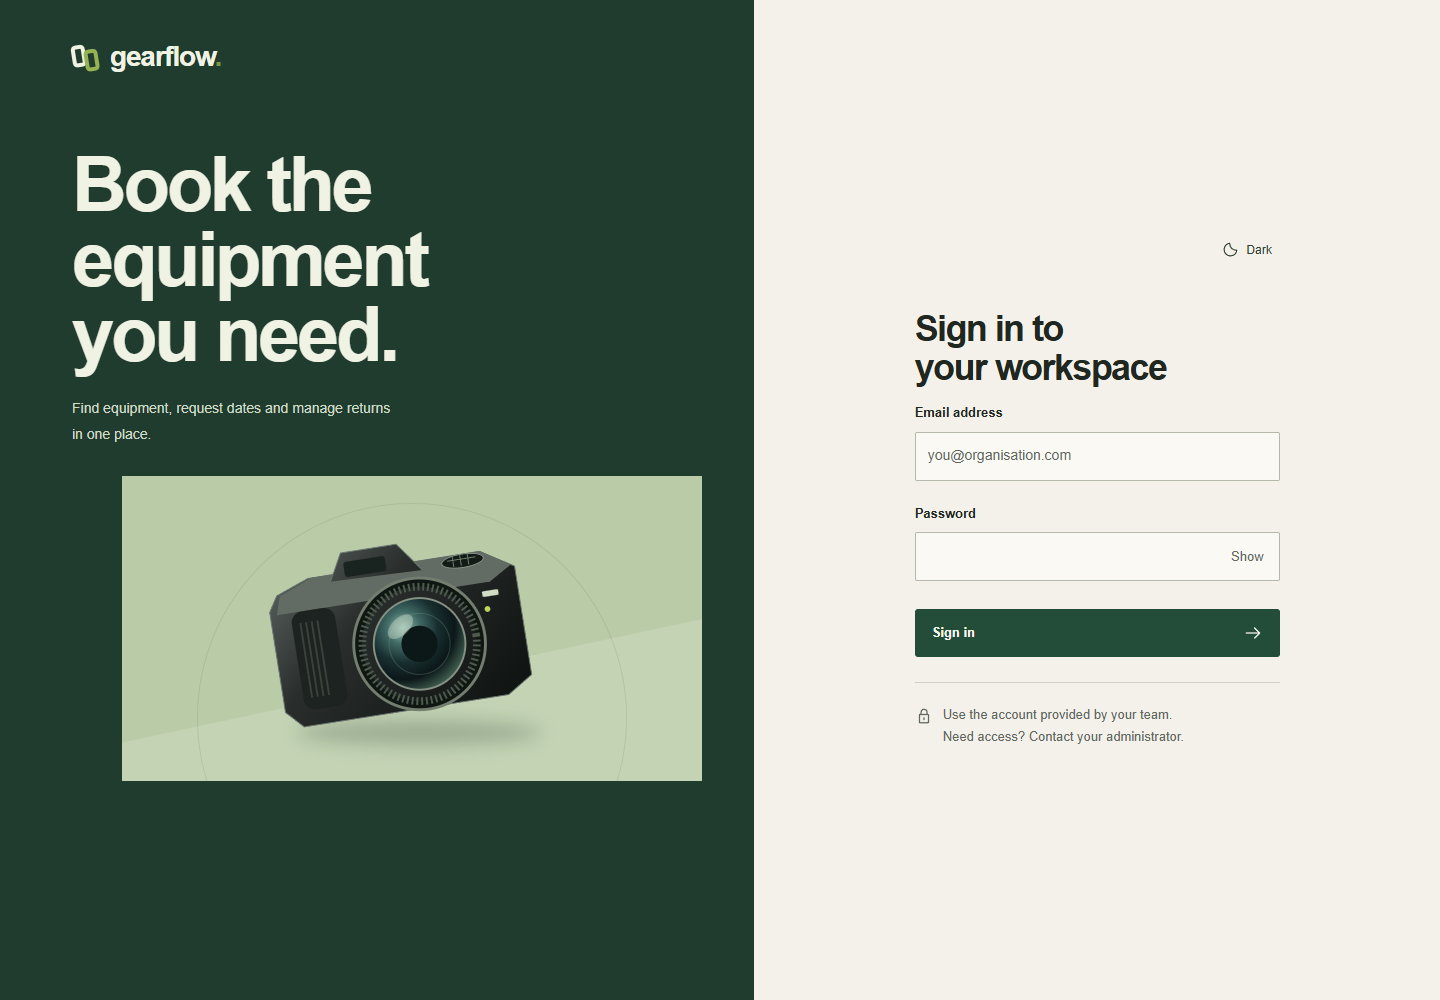 gearflow.
Book the
equipment
you need.
Find equipment, request dates and manage returns
in one place.
Dark
Sign in to
your workspace
Email address
you@organisation.com
Password
Show
Sign in
Use the account provided by your team.
Need access? Contact your administrator.